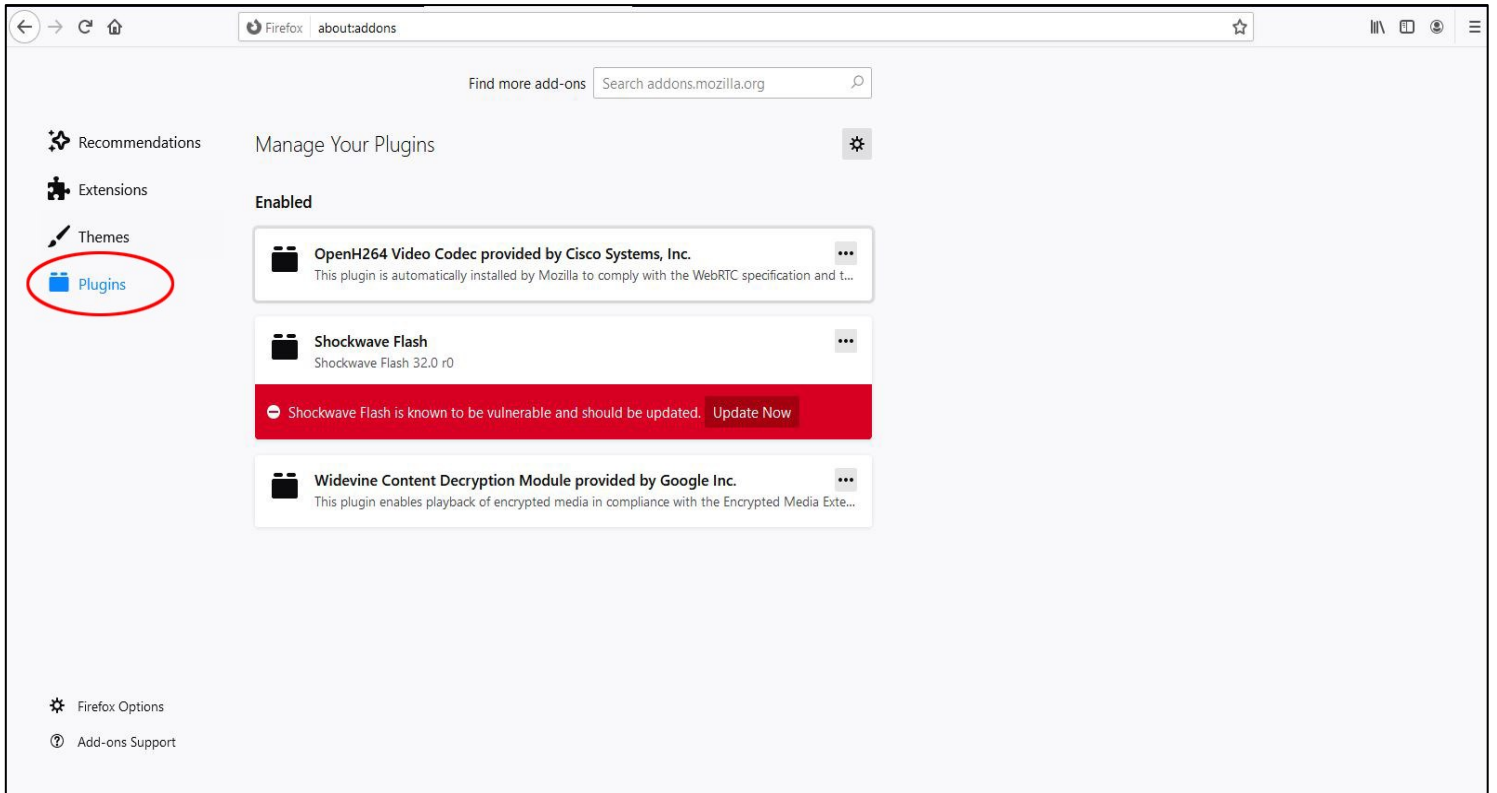 Firefox about:addons
Find more add-ons Search addons.mozilla.org
Recommendations
Extensions
Themes
Plugins
Manage Your Plugins
Enabled
OpenH264 Video Codec provided by Cisco Systems, Inc.
This plugin is automatically installed by Mozilla to comply with the WebRTC specification and t...
Shockwave Flash
Shockwave Flash 32.0 r0
Shockwave Flash is known to be vulnerable and should be updated. Update Now
Widevine Content Decryption Module provided by Google Inc.
This plugin enables playback of encrypted media in compliance with the Encrypted Media Exte...
Firefox Options
Add-ons Support